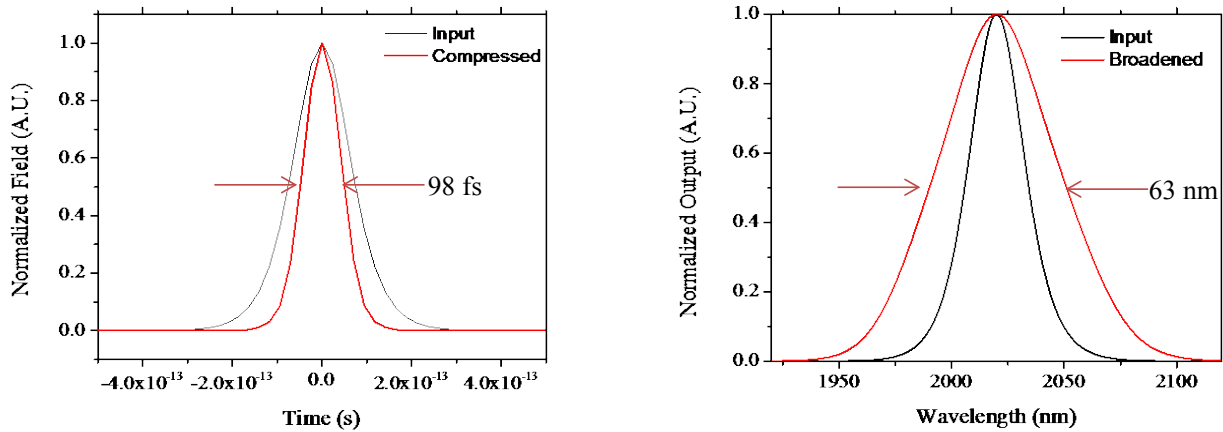 Input
Compressed
1.0
0.8
0.6
0.4
0.2
0.0
Normalized Field (A.U.)
98 fs
-4.0x10-13
-2.0x10-13
0.0
2.0x10-13
4.0x10-13
Time (s)
Input
Broadened
1.0
0.8
0.6
0.4
0.2
0.0
Normalized Output (A.U.)
63 nm
1950
2000
2050
2100
Wavelength (nm)